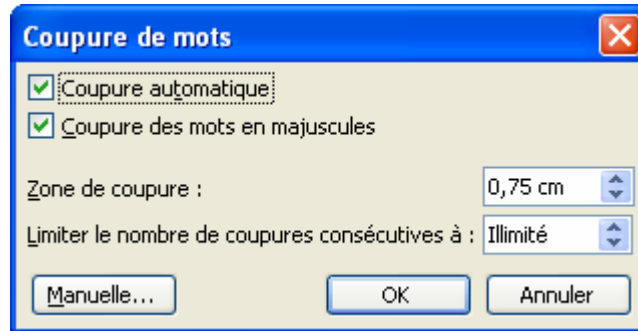 Coupure de mots
Coupure automatique
Coupure des mots en majuscules
Zone de coupure : 0,75 cm
Limiter le nombre de coupures consécutives à : Illimité
Manuelle... OK Annuler